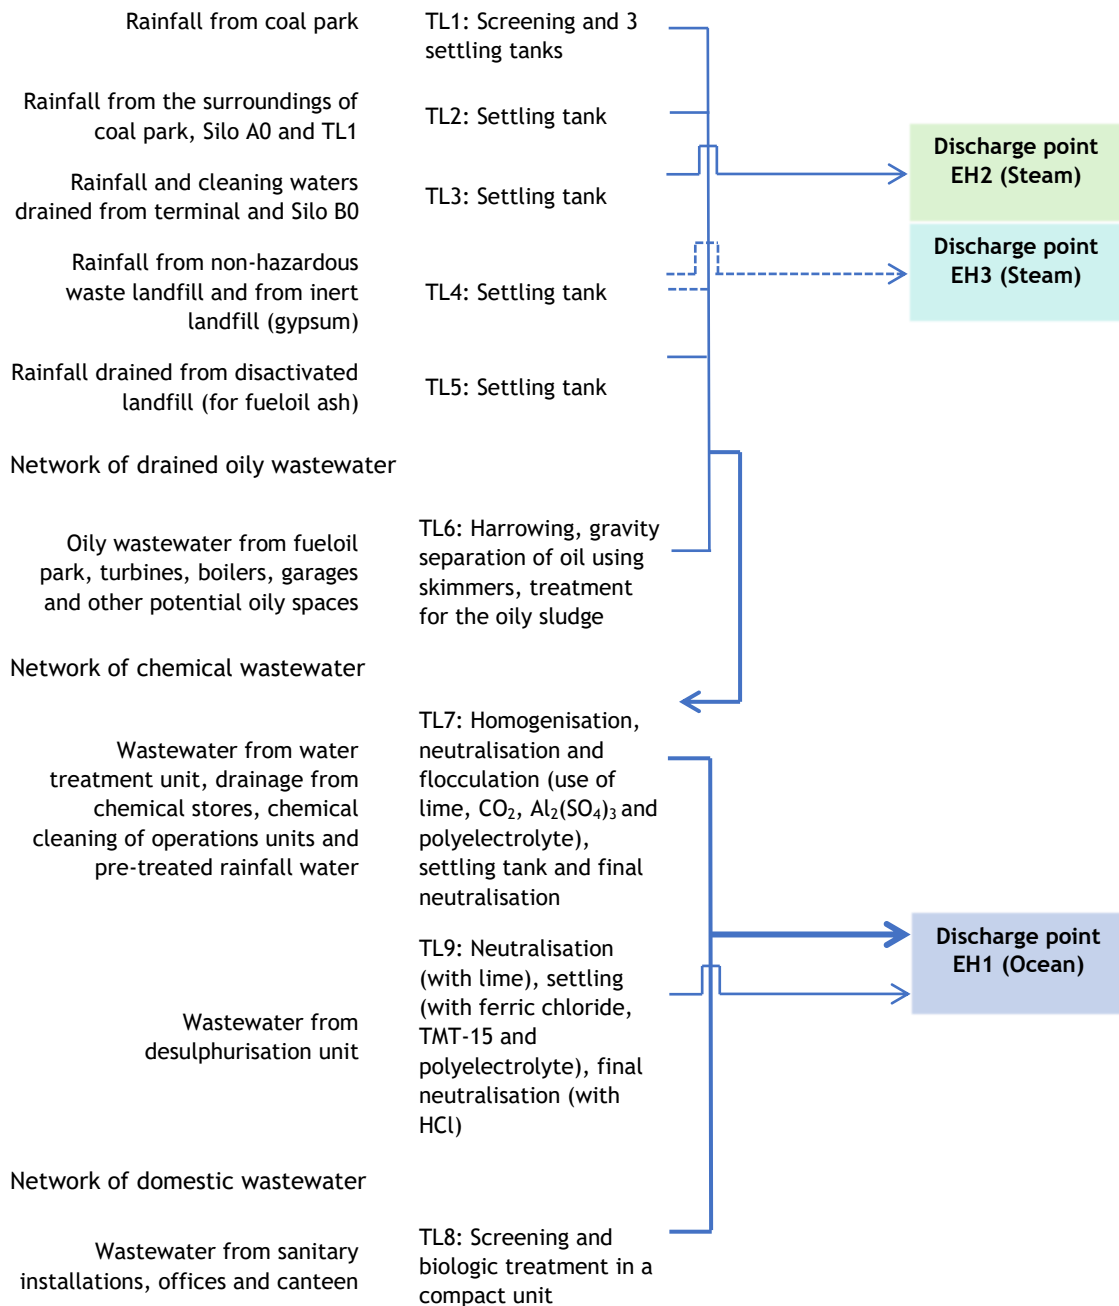 Rainfall from coal park
TL1: Screening and 3
settling tanks
Rainfall from the surroundings of
coal park, Silo A0 and TL1
TL2: Settling tank
Discharge point
EH2 (Steam)
Rainfall and cleaning waters
drained from terminal and Silo B0
TL3: Settling tank
Discharge point
EH3 (Steam)
Rainfall from non-hazardous
waste landfill and from inert
landfill (gypsum)
TL4: Settling tank
Rainfall drained from disactivated
landfill (for fueloil ash)
TL5: Settling tank
Network of drained oily wastewater
Oily wastewater from fueloil
park, turbines, boilers, garages
and other potential oily spaces
TL6: Harrowing, gravity
separation of oil using
skimmers, treatment
for the oily sludge
Network of chemical wastewater
Wastewater from water
treatment unit, drainage from
chemical stores, chemical
cleaning of operations units and
pre-treated rainfall water
TL7: Homogenisation,
neutralisation and
flocculation (use of
lime, CO₂, Al₂(SO₄)₃ and
polyelectrolyte),
settling tank and final
neutralisation
Discharge point
EH1 (Ocean)
Wastewater from
desulphurisation unit
TL9: Neutralisation
(with lime), settling
(with ferric chloride,
TMT-15 and
polyelectrolyte), final
neutralisation (with
HCl)
Network of domestic wastewater
Wastewater from sanitary
installations, offices and canteen
TL8: Screening and
biologic treatment in a
compact unit